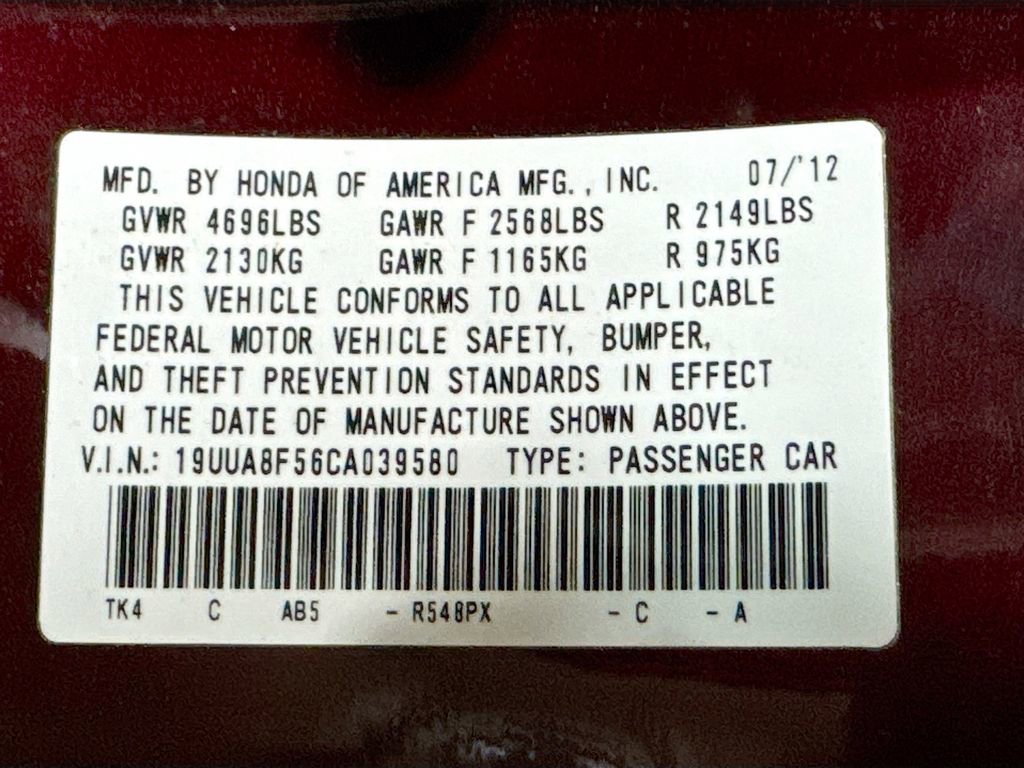 MFD. BY HONDA OF AMERICA MFG., INC. 07/'12
GVWR 4696LBS GAWR F 2568LBS R 2149LBS
GVWR 2130KG GAWR F 1165KG R 975KG
THIS VEHICLE CONFORMS TO ALL APPLICABLE
FEDERAL MOTOR VEHICLE SAFETY, BUMPER,
AND THEFT PREVENTION STANDARDS IN EFFECT
ON THE DATE OF MANUFACTURE SHOWN ABOVE.
V.I.N.: 19UUA8F56CA039580 TYPE: PASSENGER CAR
TK4 C AB5 - R548PX - C - A